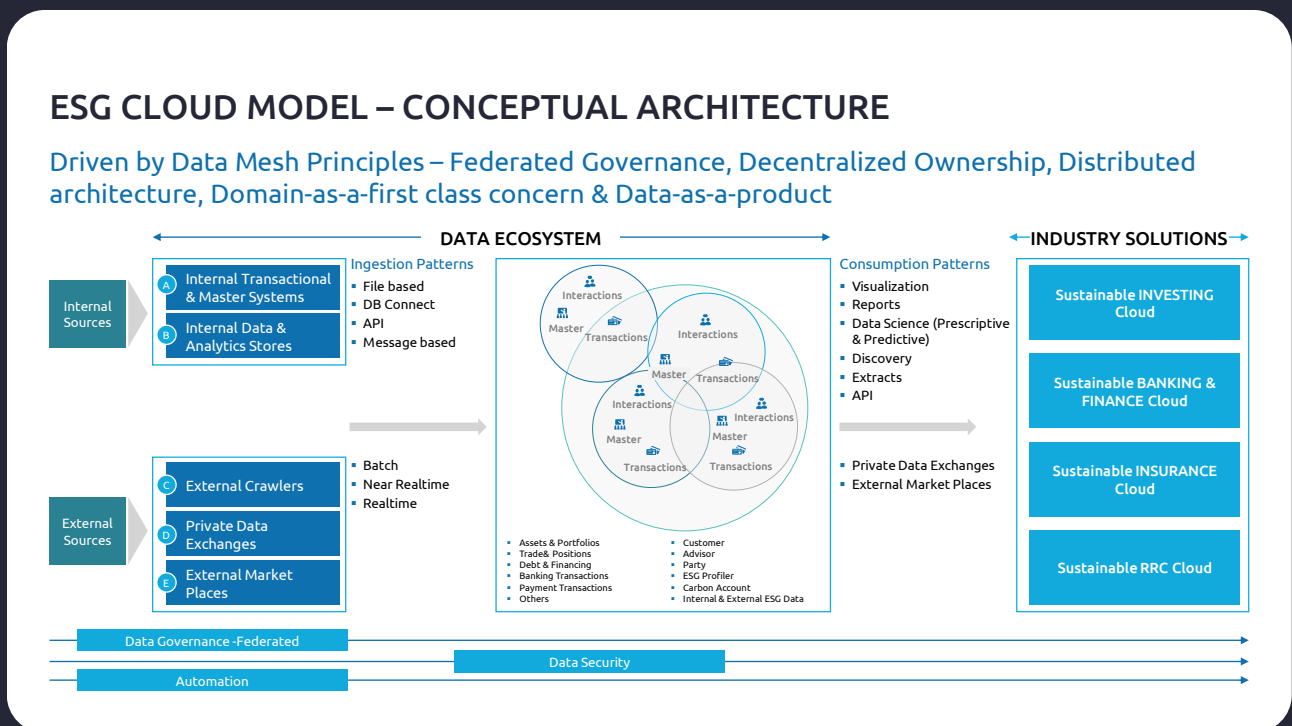 ESG CLOUD MODEL – CONCEPTUAL ARCHITECTURE
Driven by Data Mesh Principles – Federated Governance, Decentralized Ownership, Distributed
architecture, Domain-as-a-first class concern & Data-as-a-product
DATA ECOSYSTEM
INDUSTRY SOLUTIONS
Internal
Sources
A
Internal Transactional
& Master Systems
B
Internal Data &
Analytics Stores
External
Sources
C
External Crawlers
D
Private Data
Exchanges
E
External Market
Places
Ingestion Patterns
File based
DB Connect
API
Message based
Batch
Near Realtime
Realtime
Interactions
Master
Transactions
Interactions
Master
Transactions
Interactions
Master
Transactions
Interactions
Master
Transactions
Assets & Portfolios
Trade& Positions
Debt & Financing
Banking Transactions
Payment Transactions
Others
Customer
Advisor
Party
ESG Profiler
Carbon Account
Internal & External ESG Data
Consumption Patterns
Visualization
Reports
Data Science (Prescriptive
& Predictive)
Discovery
Extracts
API
Private Data Exchanges
External Market Places
Sustainable INVESTING
Cloud
Sustainable BANKING &
FINANCE Cloud
Sustainable INSURANCE
Cloud
Sustainable RRC Cloud
Data Governance -Federated
Data Security
Automation